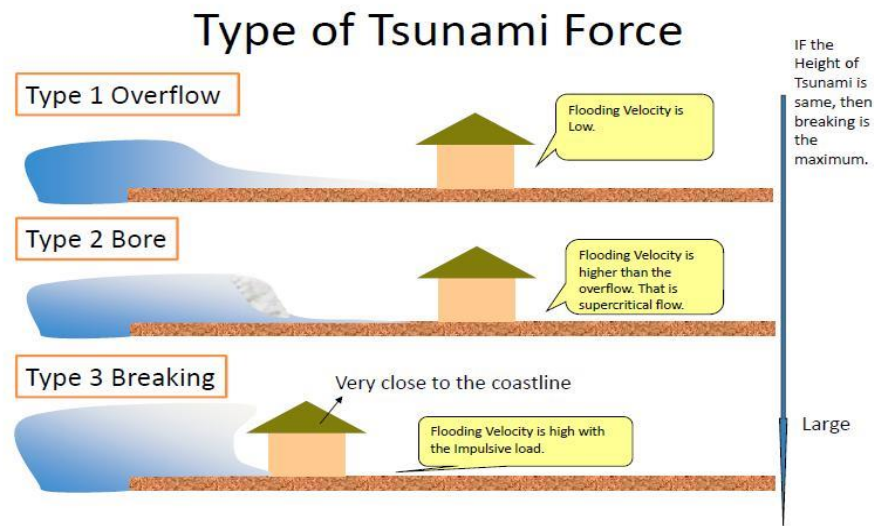 Type of Tsunami Force
IF the
Height of
Tsunami is
same, then
breaking is
the
maximum.
Type 1 Overflow
Flooding Velocity is
Low.
Type 2 Bore
Flooding Velocity is
higher than the
overflow. That is
supercritical flow.
Type 3 Breaking
Very close to the coastline
Flooding Velocity is high with
the Impulsive load.
Large